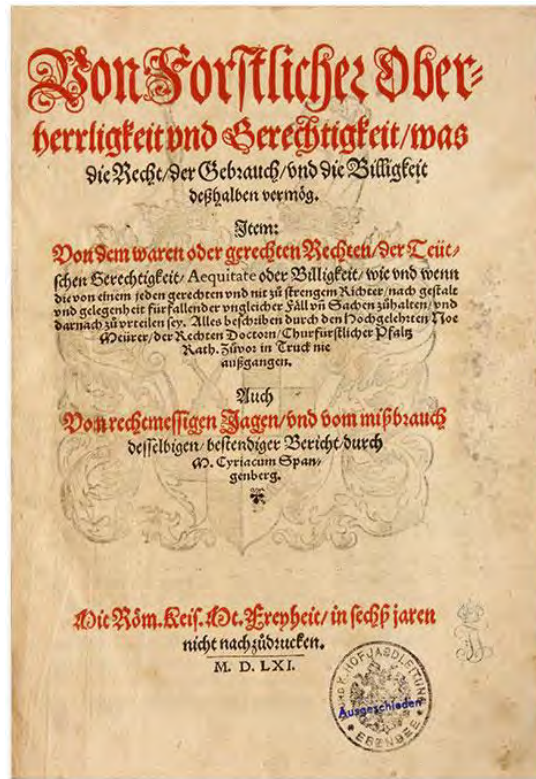 Von Forſtlicher Ober-
herrligkeit vnd Gerechtigkeit/ was
die Recht/ der Gebrauch/ vnd die Billigkeit
deßhalben vermög.
Item:
Von dem waren oder gerechten Rechten/ der Teüt-
ſchen Gerechtigkeit/ Aequitate oder Billigkeit/ wie vnd wenn
die von einem jeden gerechten vnd nit zů ſtrengem Richter/ nach geſtalt
vnd gelegenheit fürfallender vngleicher Fäll vñ Sachen zůhalten/ vnd
darnach zů vrteilen ſey. Alles beſchriben durch den Hochgelehrten Noe
Meürer/ der Rechten Doctorn/ Churfürſtlicher Pfaltz
Rath. Zůvor in Truck nie
außgangen.
Auch
Vom rechemeſſigen Jagen/ vnd vom mißbrauch
deſſelbigen/ beſtendiger Bericht/ durch
M. Cyriacum Span-
genberg.
Mit Röm. Keiſ. Mt. Freyheit/ in ſechß jaren
nicht nachzůdrucken.
M. D. LXI.
K. U. K. HOFJAGDLEITUNG
Ausgeschieden
EBENSEE